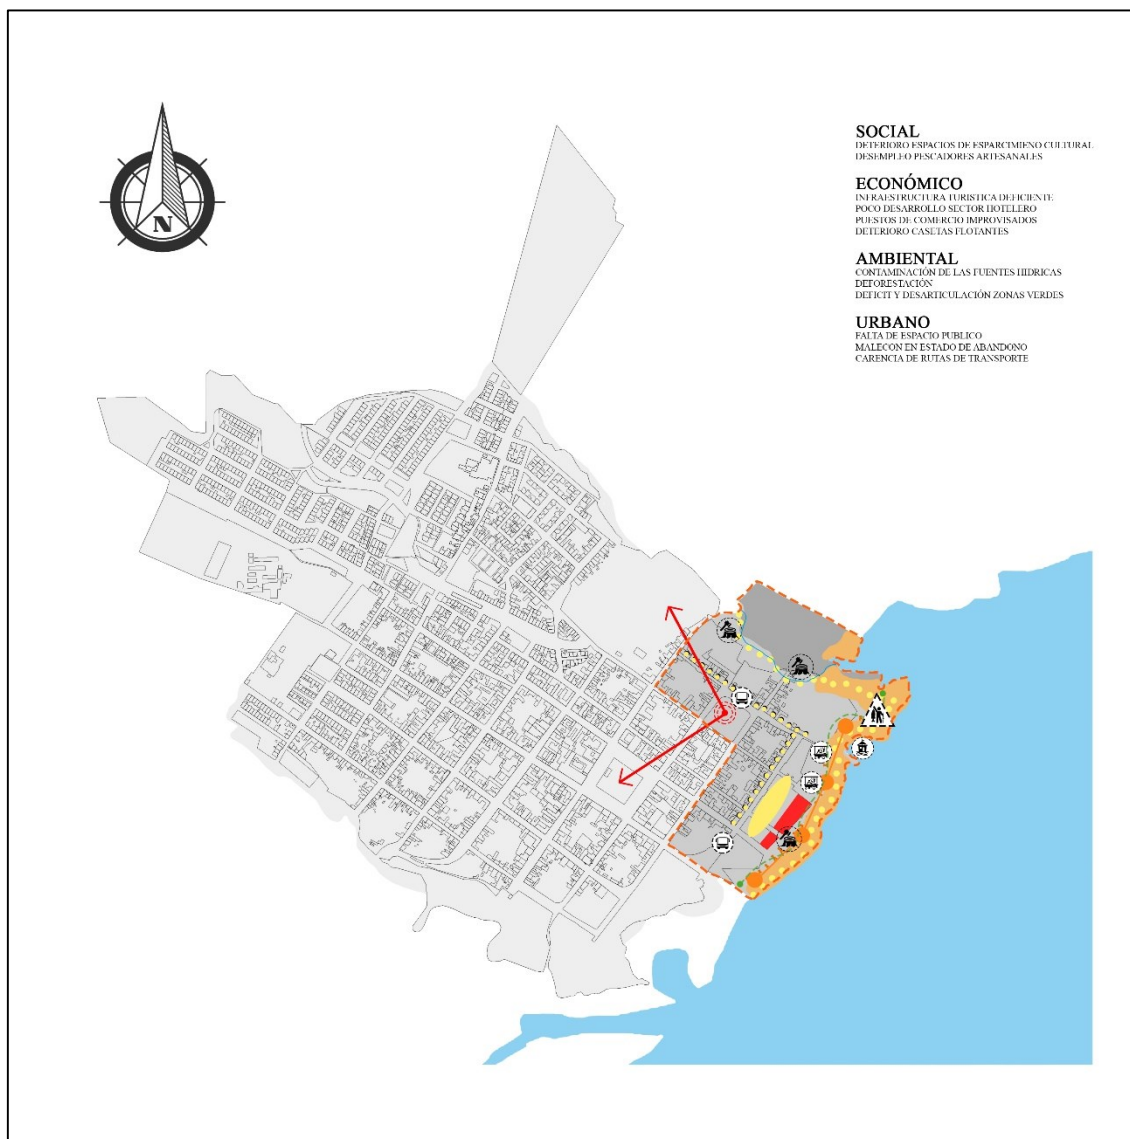 N
SOCIAL
DETERIORO ESPACIOS DE ESPARCIMIENO CULTURAL
DESEMPLEO PESCADORES ARTESANALES
ECONÓMICO
INFRAESTRUCTURA TURISTICA DEFICIENTE
POCO DESARROLLO SECTOR HOTELERO
PUESTOS DE COMERCIO IMPROVISADOS
DETERIORO CASETAS FLOTANTES
AMBIENTAL
CONTAMINACIÓN DE LAS FUENTES HIDRICAS
DEFORESTACIÓN
DEFICIT Y DESARTICULACIÓN ZONAS VERDES
URBANO
FALTA DE ESPACIO PUBLICO
MALECON EN ESTADO DE ABANDONO
CARENCIA DE RUTAS DE TRANSPORTE